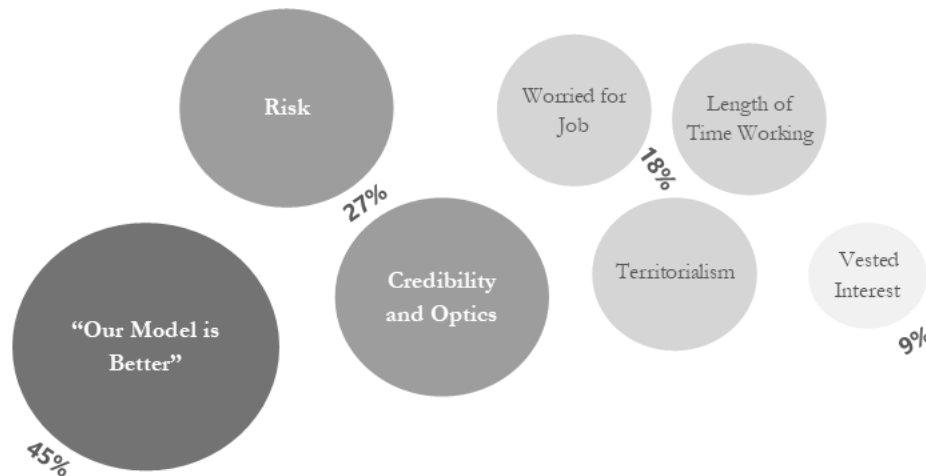 Risk
27%
Worried for
Job
Length of
Time Working
18%
“Our Model is
Better”
45%
Credibility
and Optics
Territorialism
Vested
Interest
9%